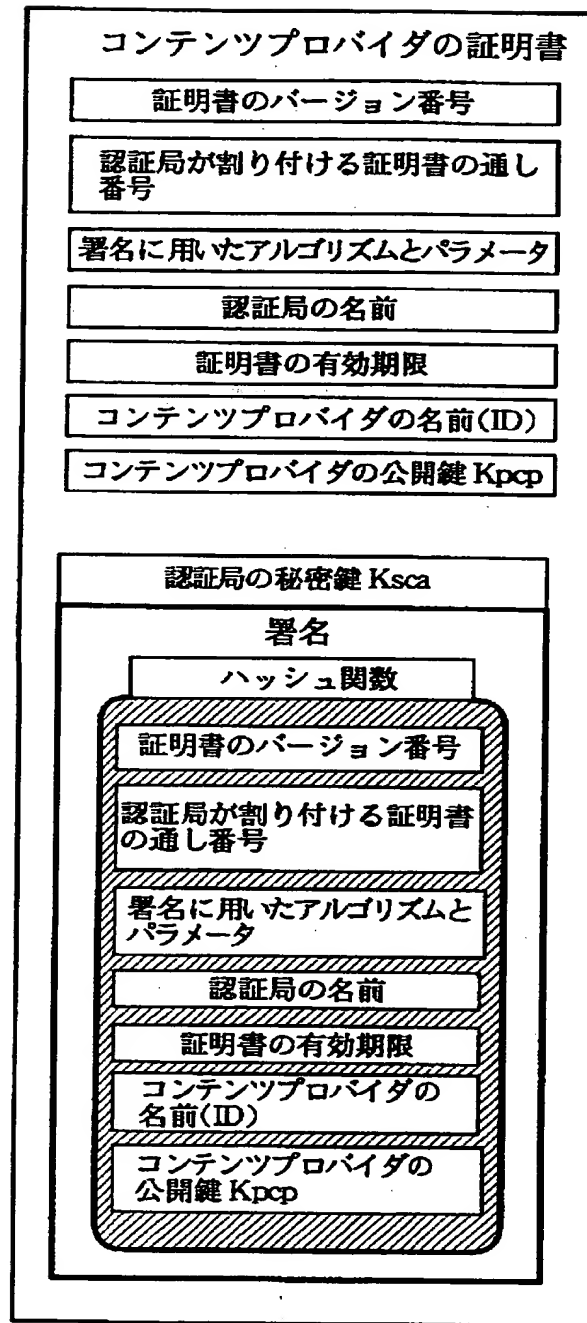 コンテンツプロバイダの証明書
証明書のバージョン番号
認証局が割り付ける証明書の通し
番号
署名に用いたアルゴリズムとパラメータ
認証局の名前
証明書の有効期限
コンテンツプロバイダの名前(ID)
コンテンツプロバイダの公開鍵 Kpcp
認証局の秘密鍵 Ksca
署名
ハッシュ関数
証明書のバージョン番号
認証局が割り付ける証明書
の通し番号
署名に用いたアルゴリズムと
パラメータ
認証局の名前
証明書の有効期限
コンテンツプロバイダの
名前(ID)
コンテンツプロバイダの
公開鍵 Kpcp